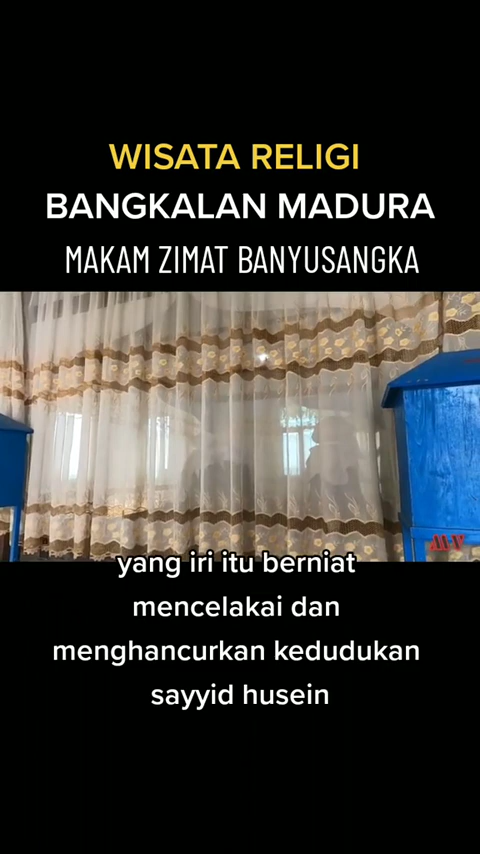 WISATA RELIGI
BANGKALAN MADURA
MAKAM ZIMAT BANYUSANGKA
yang iri itu berniat
mencelakai dan
menghancurkan kedudukan
sayyid husein